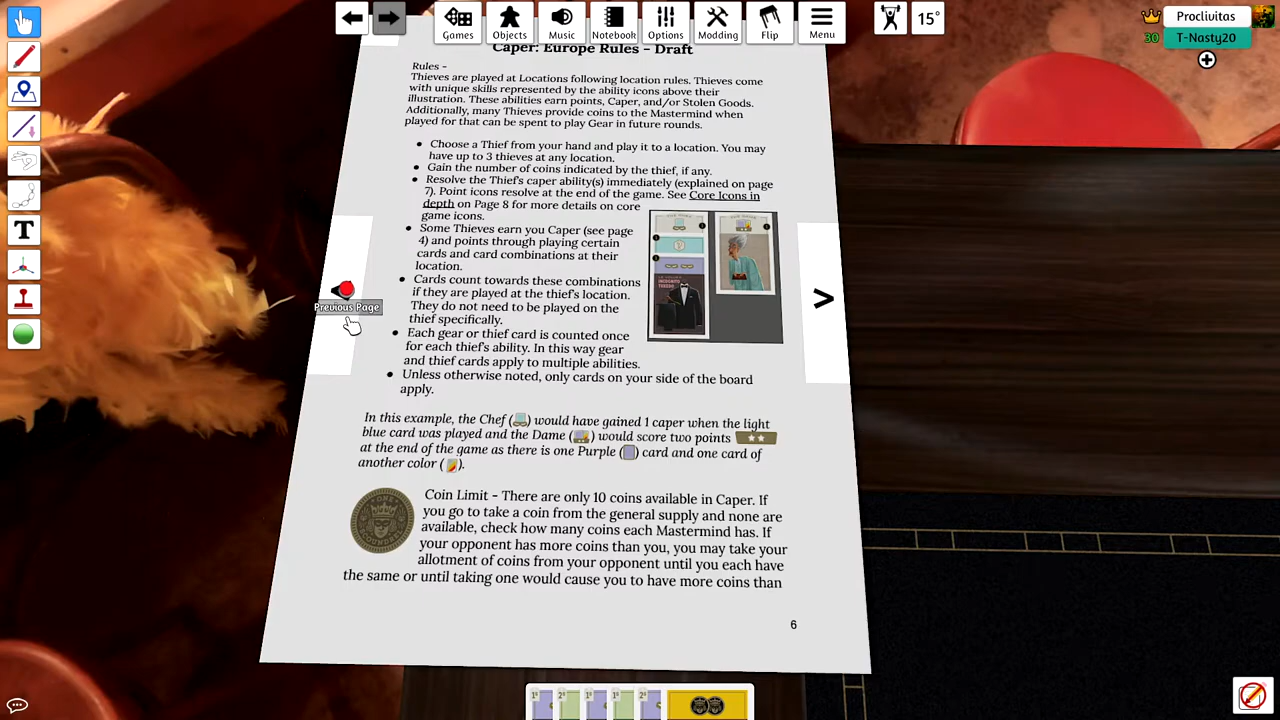 Proclivitas
30
T-Nasty20
Games
Objects
Music
Notebook
Options
Modding
Flip
Menu
15°
T
Caper: Europe Rules – Draft
Rules –
Thieves are played at Locations following location rules. Thieves come
with unique skills represented by the ability icons above their
illustration. These abilities earn points, Caper, and/or Stolen Goods.
Additionally, many Thieves provide coins to the Mastermind when
played for that can be spent to play Gear in future rounds.
• Choose a Thief from your hand and play it to a location. You may
have up to 3 thieves at any location.
• Gain the number of coins indicated by the thief, if any.
• Resolve the Thief's caper ability(s) immediately (explained on page
7). Point icons resolve at the end of the game. See Core Icons in
depth on Page 8 for more details on core
game icons.
• Some Thieves earn you Caper (see page
4) and points through playing certain
cards and card combinations at their
location.
• Cards count towards these combinations
if they are played at the thief's location.
They do not need to be played on the
thief specifically.
• Each gear or thief card is counted once
for each thief's ability. In this way gear
and thief cards apply to multiple abilities.
• Unless otherwise noted, only cards on your side of the board
apply.
Previous Page
>
In this example, the Chef ( ) would have gained 1 caper when the light
blue card was played and the Dame ( ) would score two points
at the end of the game as there is one Purple ( ) card and one card of
another color ( ).
Coin Limit - There are only 10 coins available in Caper. If
you go to take a coin from the general supply and none are
available, check how many coins each Mastermind has. If
your opponent has more coins than you, you may take your
allotment of coins from your opponent until you each have
the same or until taking one would cause you to have more coins than
ONE
6